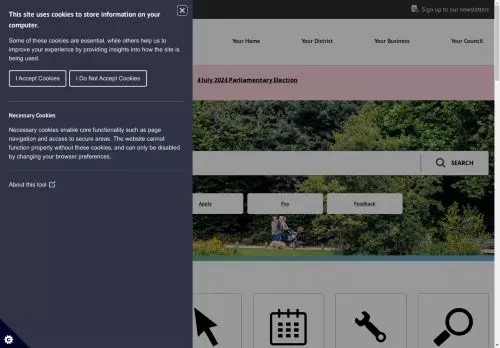 This site uses cookies to store information on your
computer.
Sign up to our newsletters
Some of these cookies are essential, while others help us to
improve your experience by providing insights into how the site is
being used.
Your Home
Your District
Your Business
Your Council
I Accept Cookies
I Do Not Accept Cookies
4 July 2024 Parliamentary Election
Necessary Cookies
Necessary cookies enable core functionality such as page
navigation and access to secure areas. The website cannot
function properly without these cookies, and can only be disabled
by changing your browser preferences.
SEARCH
About this tool
Apply
Pay
Feedback